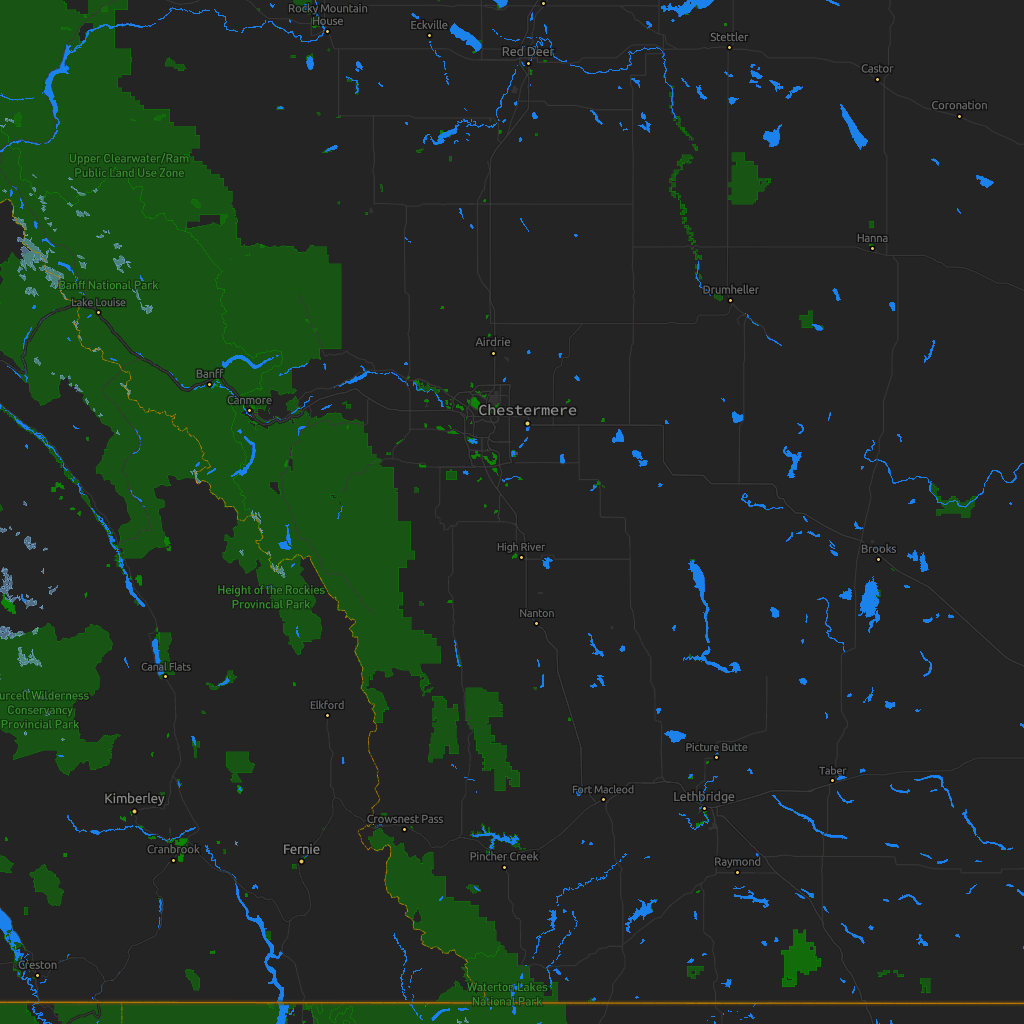 Rocky Mountain
House
Eckville
Red Deer
Stettler
Castor
Coronation
Upper Clearwater/Ram
Public Land Use Zone
Hanna
Banff National Park
Lake Louise
Drumheller
Airdrie
Banff
Canmore
Chestermere
High River
Brooks
Height of the Rockies
Provincial Park
Nanton
Canal Flats
urcell Wilderness
Conservancy
Provincial Park
Elkford
Picture Butte
Taber
Kimberley
Fort Macleod
Lethbridge
Crowsnest Pass
Cranbrook
Fernie
Pincher Creek
Raymond
Creston
Waterton Lakes
National Park